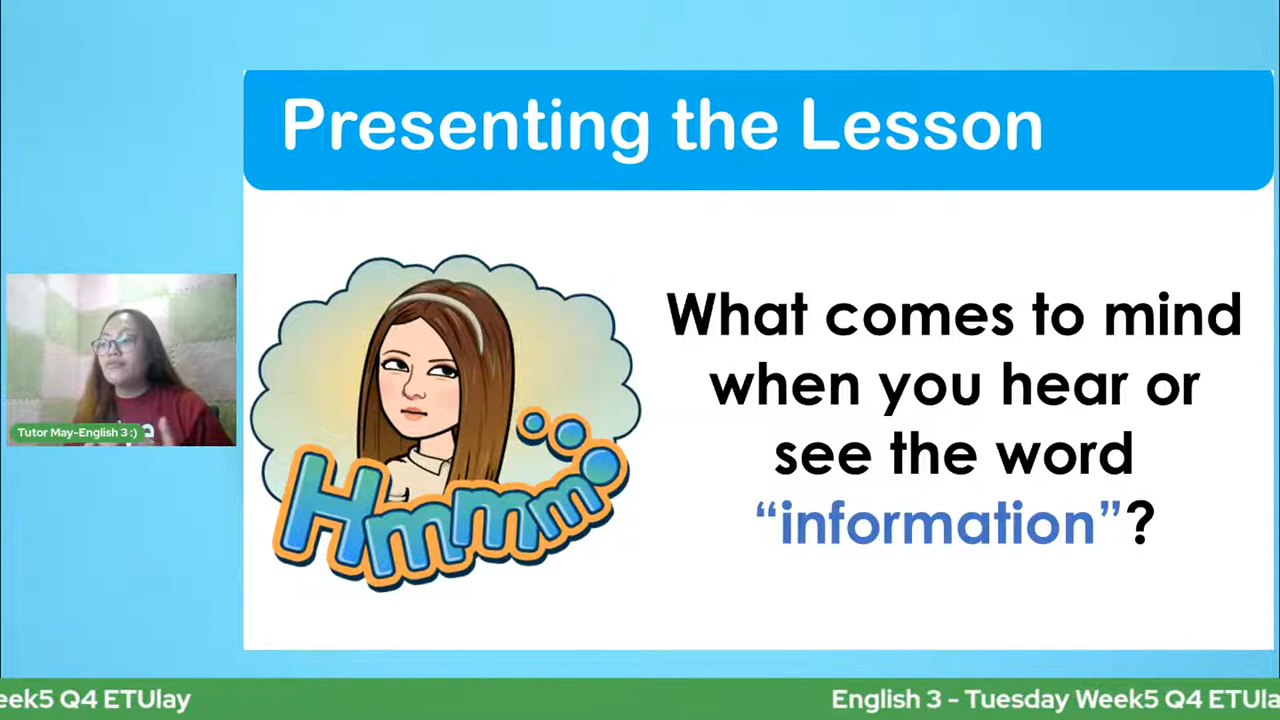 Presenting the Lesson
What comes to mind
when you hear or
see the word
“information”?
Hmmmm
Tutor May-English 3 :)
eek5 Q4 ETUlay
English 3 - Tuesday Week5 Q4 ETUla